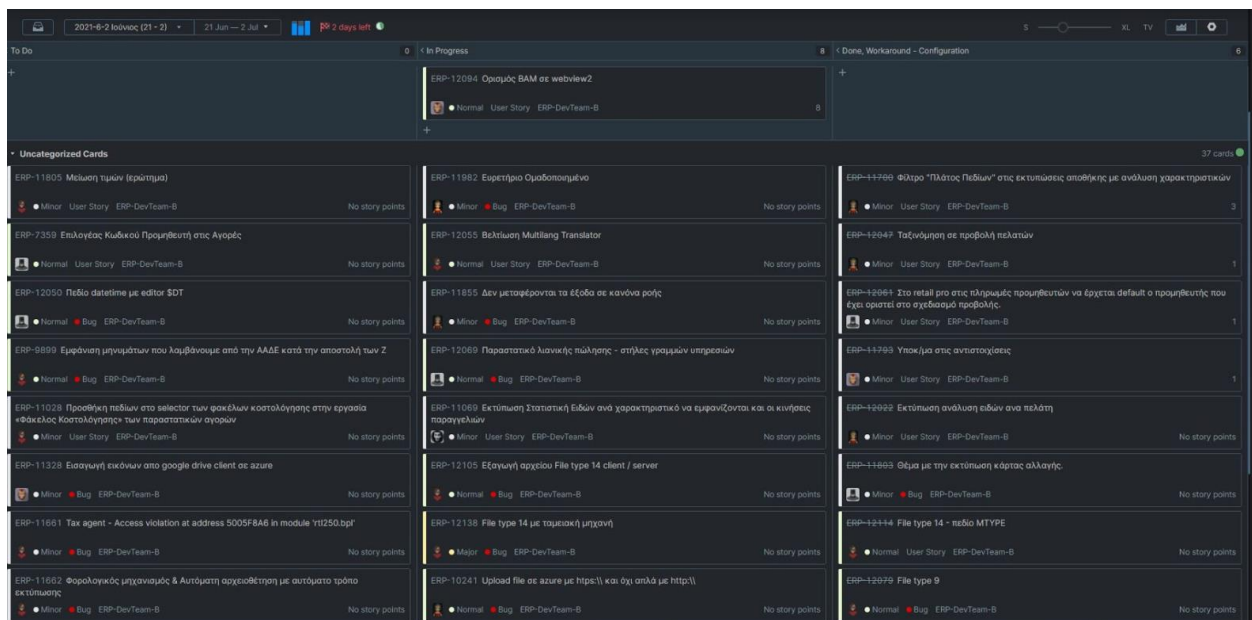 2021-6-2 Ιούνιος (21 - 2)
21 Jun — 2 Jul
2 days left
S
XL
TV
To Do
0
In Progress
8
Done, Workaround - Configuration
6
+
ERP-12094 Ορισμός BAM σε webview2
Normal User Story ERP-DevTeam-B
8
+
+
Uncategorized Cards
37 cards
ERP-11805 Μείωση τιμών (ερώτημα)
Minor User Story ERP-DevTeam-B
No story points
ERP-11982 Ευρετήριο Ομαδοποιημένο
Minor Bug ERP-DevTeam-B
No story points
ERP-11700 Φίλτρο "Πλάτος Πεδίων" στις εκτυπώσεις αποθήκης με ανάλυση χαρακτηριστικών
Minor User Story ERP-DevTeam-B
3
ERP-7359 Επιλογέας Κωδικού Προμηθευτή στις Αγορές
Normal User Story ERP-DevTeam-B
No story points
ERP-12055 Βελτίωση Multilang Translator
Normal User Story ERP-DevTeam-B
No story points
ERP-12047 Ταξινόμηση σε προβολή πελατών
Minor User Story ERP-DevTeam-B
1
ERP-12050 Πεδίο datetime με editor $DT
Normal Bug ERP-DevTeam-B
No story points
ERP-11855 Δεν μεταφέρονται τα έξοδα σε κανόνα ροής
Minor Bug ERP-DevTeam-B
No story points
ERP-12061 Στο retail pro στις πληρωμές προμηθευτών να έρχεται default ο προμηθευτής που
έχει οριστεί στο σχεδιασμό προβολής.
Minor User Story ERP-DevTeam-B
1
ERP-9899 Εμφάνιση μηνυμάτων που λαμβάνουμε από την ΑΑΔΕ κατά την αποστολή των Ζ
Normal Bug ERP-DevTeam-B
No story points
ERP-12069 Παραστατικό λιανικής πώλησης - στήλες γραμμών υπηρεσιών
Normal Bug ERP-DevTeam-B
No story points
ERP-11793 Υποκ/μα στις αντιστοιχίσεις
Minor User Story ERP-DevTeam-B
1
ERP-11028 Προσθήκη πεδίων στο selector των φακέλων κοστολόγησης στην εργασία
«Φάκελος Κοστολόγησης» των παραστατικών αγορών
Minor User Story ERP-DevTeam-B
No story points
ERP-11069 Εκτύπωση Στατιστική Ειδών ανά χαρακτηριστικό να εμφανίζονται και οι κινήσεις
παραγγελιών
Minor User Story ERP-DevTeam-B
No story points
ERP-12022 Εκτύπωση ανάλυση ειδών ανα πελάτη
Minor User Story ERP-DevTeam-B
No story points
ERP-11328 Εισαγωγή εικόνων απο google drive client σε azure
Minor Bug ERP-DevTeam-B
No story points
ERP-12105 Εξαγωγή αρχείου File type 14 client / server
Normal Bug ERP-DevTeam-B
No story points
ERP-11803 Θέμα με την εκτύπωση κάρτας αλλαγής.
Minor Bug ERP-DevTeam-B
No story points
ERP-11661 Tax agent - Access violation at address 5005F8A6 in module 'rtl250.bpl'
Minor Bug ERP-DevTeam-B
No story points
ERP-12138 File type 14 με ταμειακή μηχανή
Major Bug ERP-DevTeam-B
No story points
ERP-12114 File type 14 - πεδίο MTYPE
Normal User Story ERP-DevTeam-B
No story points
ERP-11662 Φορολογικός μηχανισμός & Αυτόματη αρχειοθέτηση με αυτόματο τρόπο
εκτύπωσης
Minor Bug ERP-DevTeam-B
No story points
ERP-10241 Upload file σε azure με htps:\\ και όχι απλά με http:\\
Normal Bug ERP-DevTeam-B
No story points
ERP-12079 File type 9
Normal Bug ERP-DevTeam-B
No story points